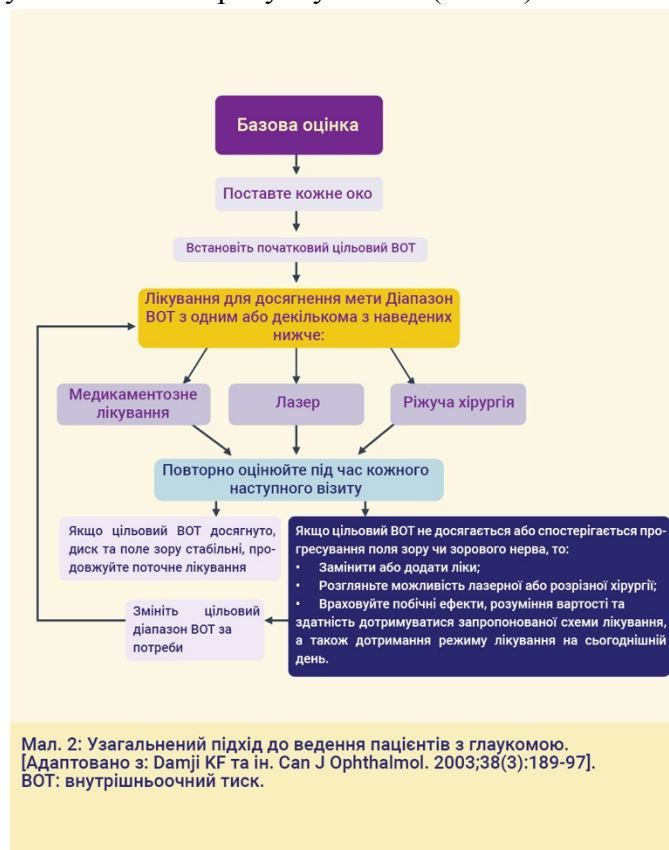 Базова оцінка
Поставте кожне око
Встановіть початковий цільовий ВОТ
Лікування для досягнення мети Діапазон
ВОТ з одним або декількома з наведених
нижче:
Медикаментозне
лікування
Лазер
Ріжуча хірургія
Повторно оцінюйте під час кожного
наступного візиту
Якщо цільовий ВОТ досягнуто,
диск та поле зору стабільні, про-
довжуйте поточне лікування
Якщо цільовий ВОТ не досягається або спостерігається про-
гресування поля зору чи зорового нерва, то:
• Замінити або додати ліки;
• Розгляньте можливість лазерної або розрізної хірургії;
• Враховуйте побічні ефекти, розуміння вартості та
здатність дотримуватися запропонованої схеми лікування,
а також дотримання режиму лікування на сьогоднішній
день.
Змініть цільовий
діапазон ВОТ за
потреби
Мал. 2: Узагальнений підхід до ведення пацієнтів з глаукомою.
[Адаптовано з: Damji KF та ін. Can J Ophthalmol. 2003;38(3):189-97].
ВОТ: внутрішньоочний тиск.